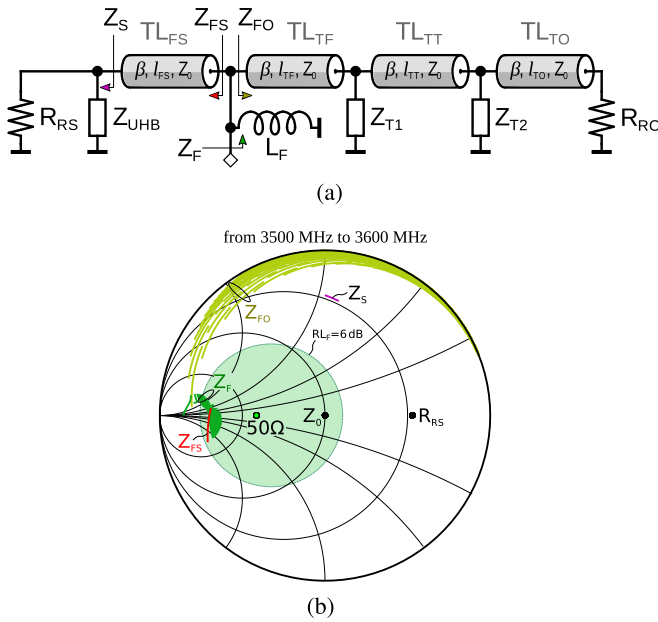 TL_FS TL_TF TL_TT TL_TO
Z_S Z_FS Z_FO
β, l_FS, Z_0 β, l_TF, Z_0 β, l_TT, Z_0 β, l_TO, Z_0
R_RS Z_UHB Z_F L_F Z_T1 Z_T2 R_RO
(a)
from 3500 MHz to 3600 MHz
Z_S
Z_FO
RL_F=6 dB
Z_F
50Ω Z_0 R_RS
Z_FS
(b)